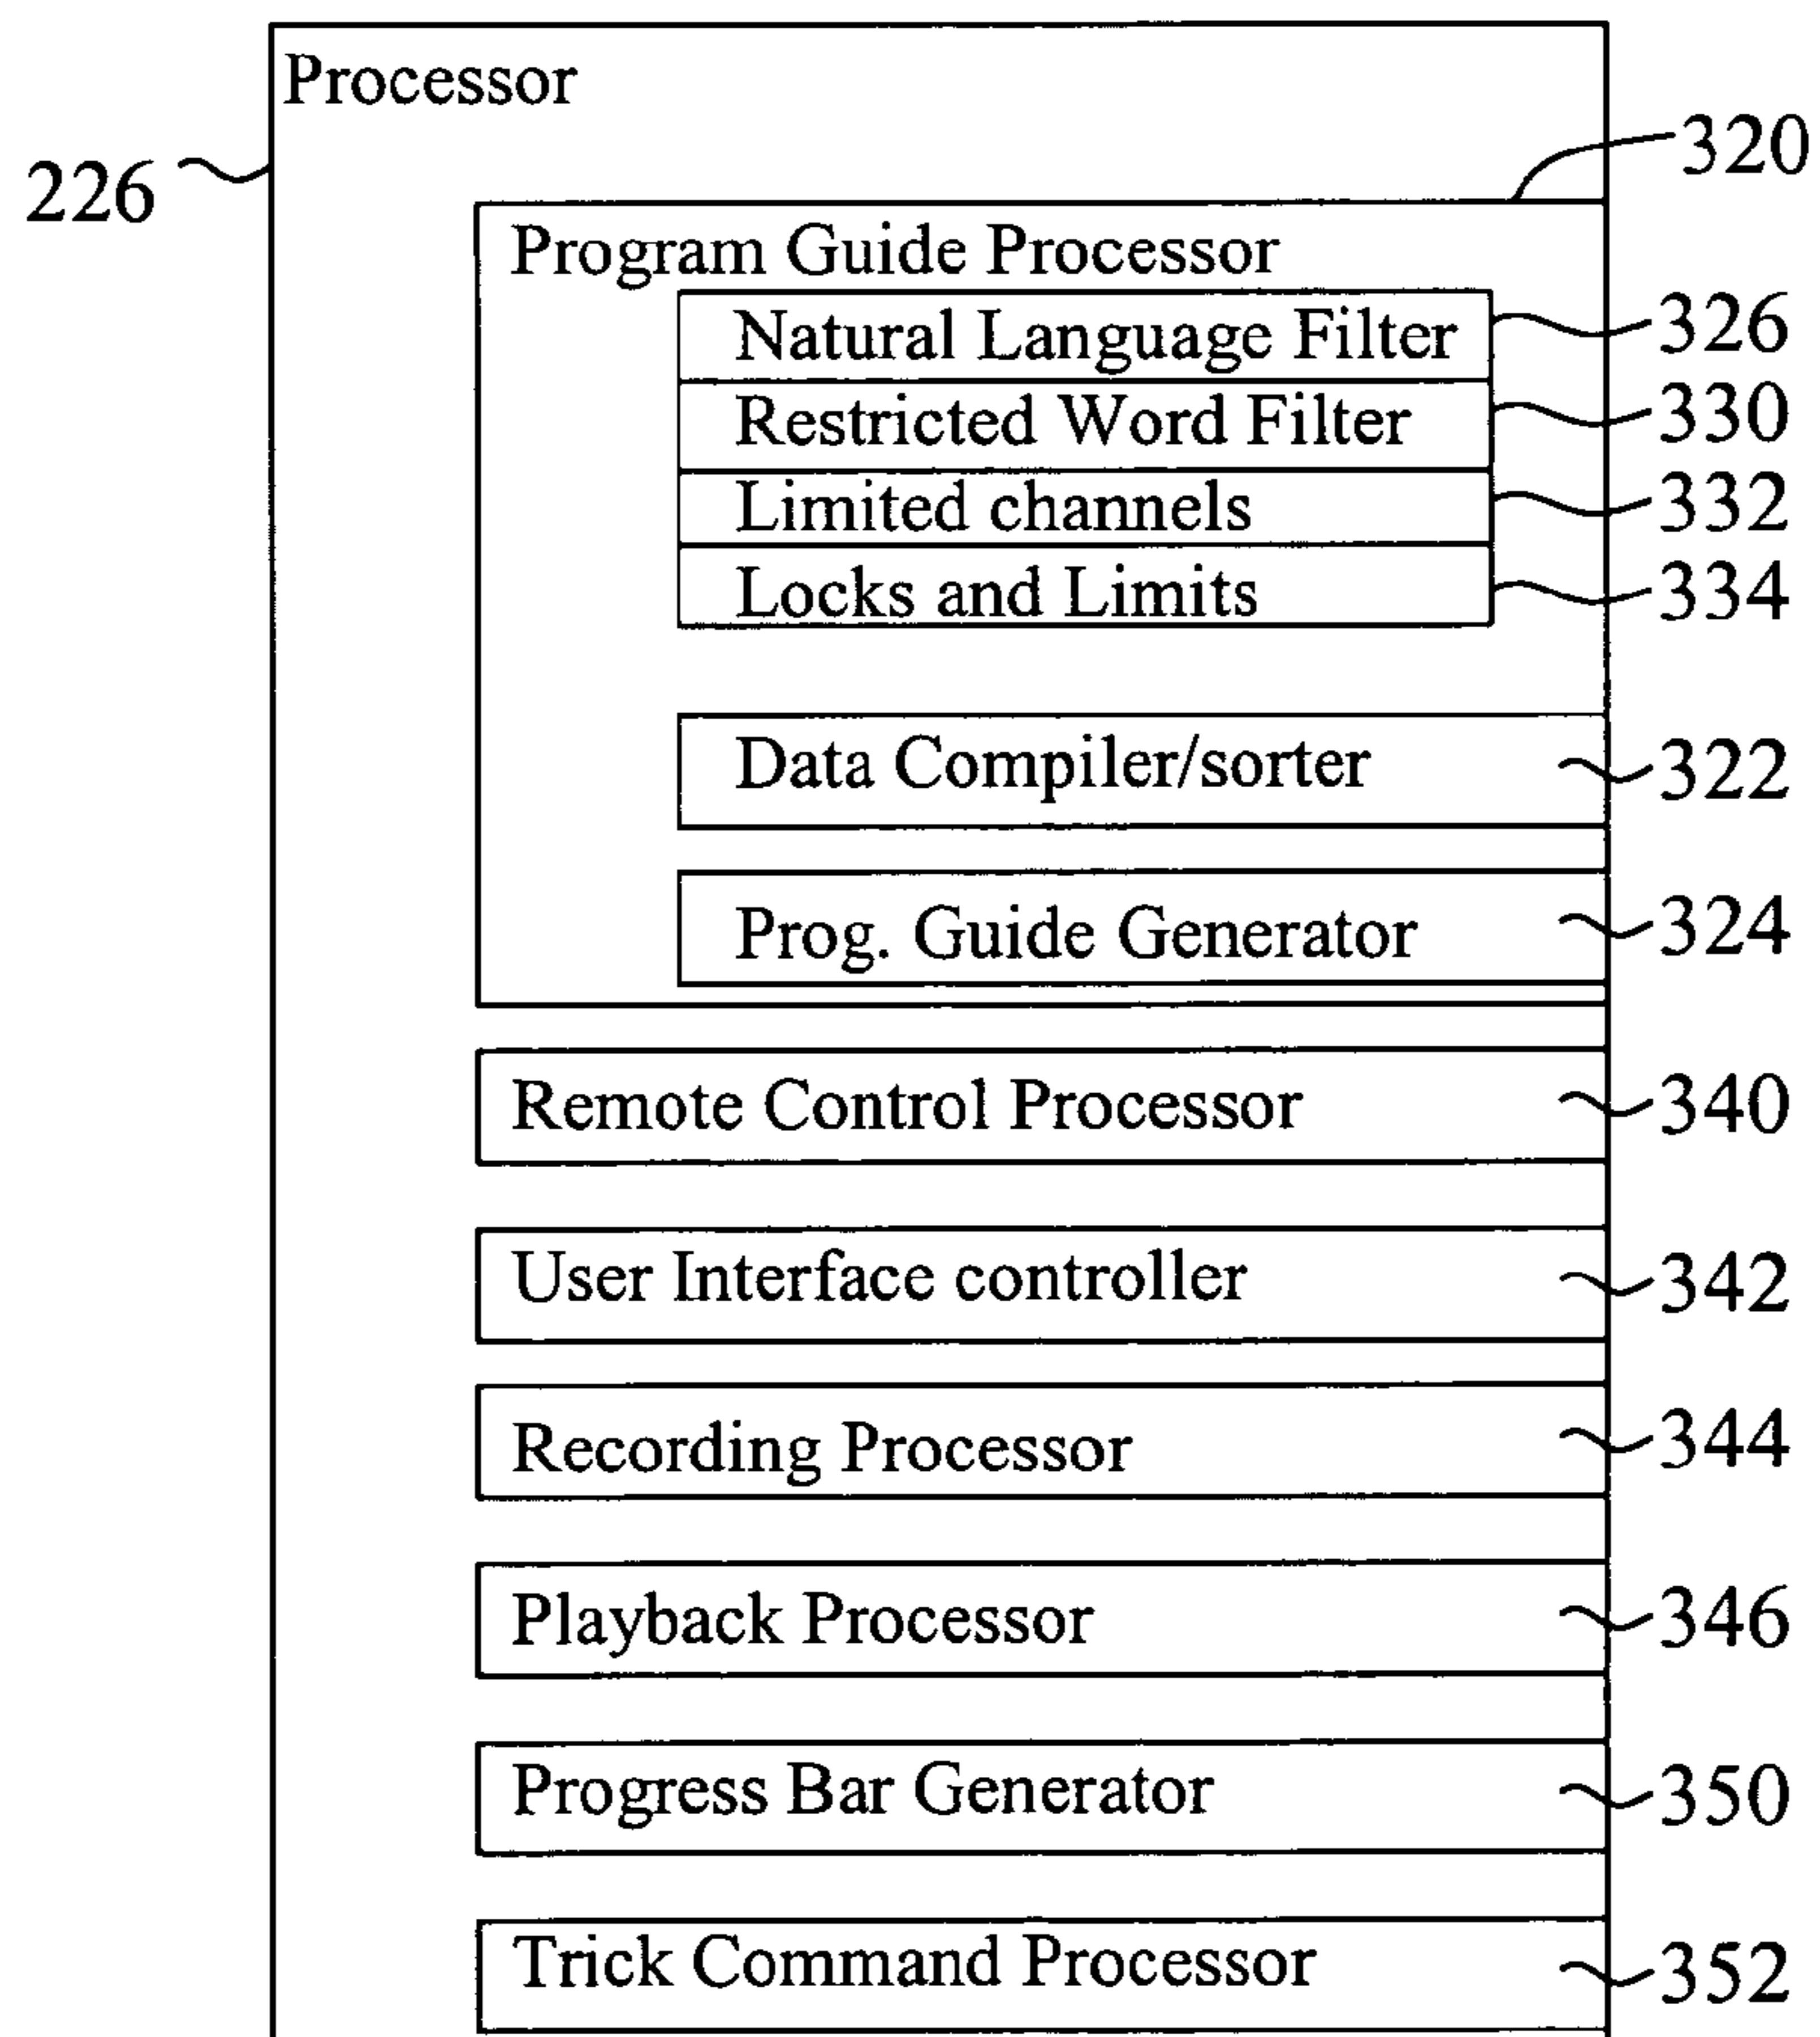 Processor
226
320
Program Guide Processor
Natural Language Filter 326
Restricted Word Filter 330
Limited channels 332
Locks and Limits 334
Data Compiler/sorter 322
Prog. Guide Generator 324
Remote Control Processor 340
User Interface controller 342
Recording Processor 344
Playback Processor 346
Progress Bar Generator 350
Trick Command Processor 352